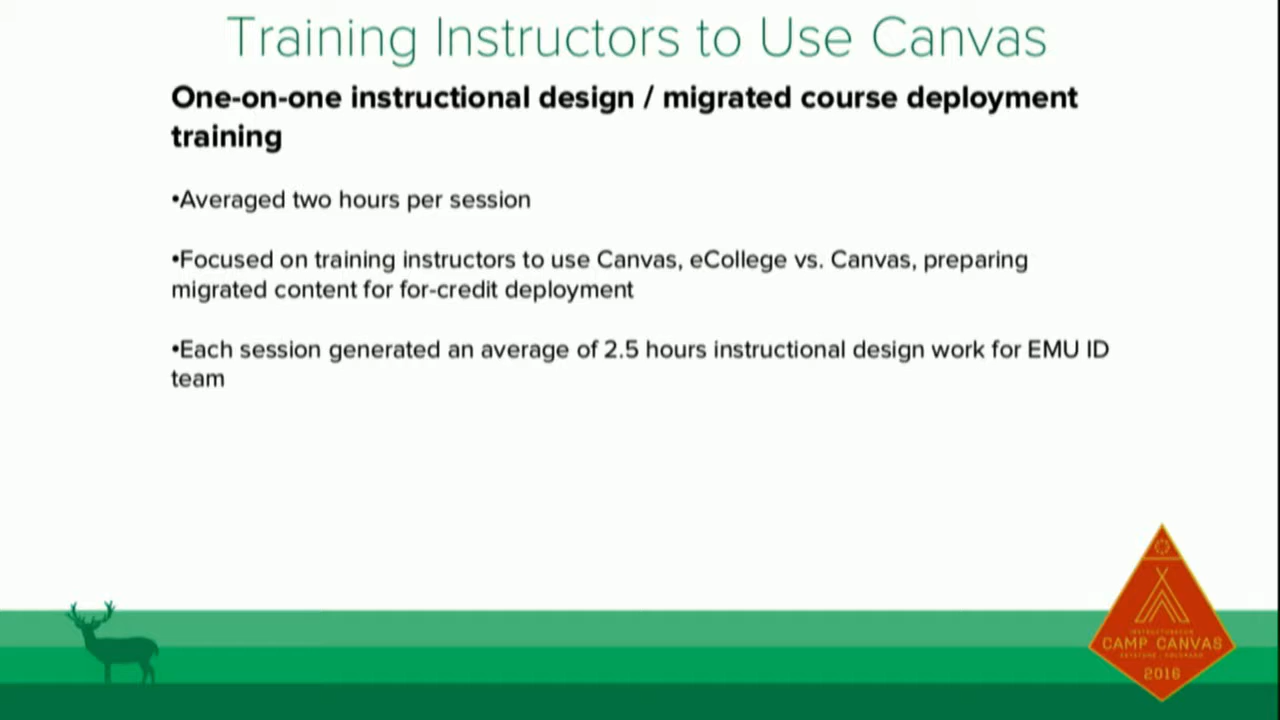 Training Instructors to Use Canvas
One-on-one instructional design / migrated course deployment
training
•Averaged two hours per session
•Focused on training instructors to use Canvas, eCollege vs. Canvas, preparing
migrated content for for-credit deployment
•Each session generated an average of 2.5 hours instructional design work for EMU ID
team
CAMP CANVAS
2016